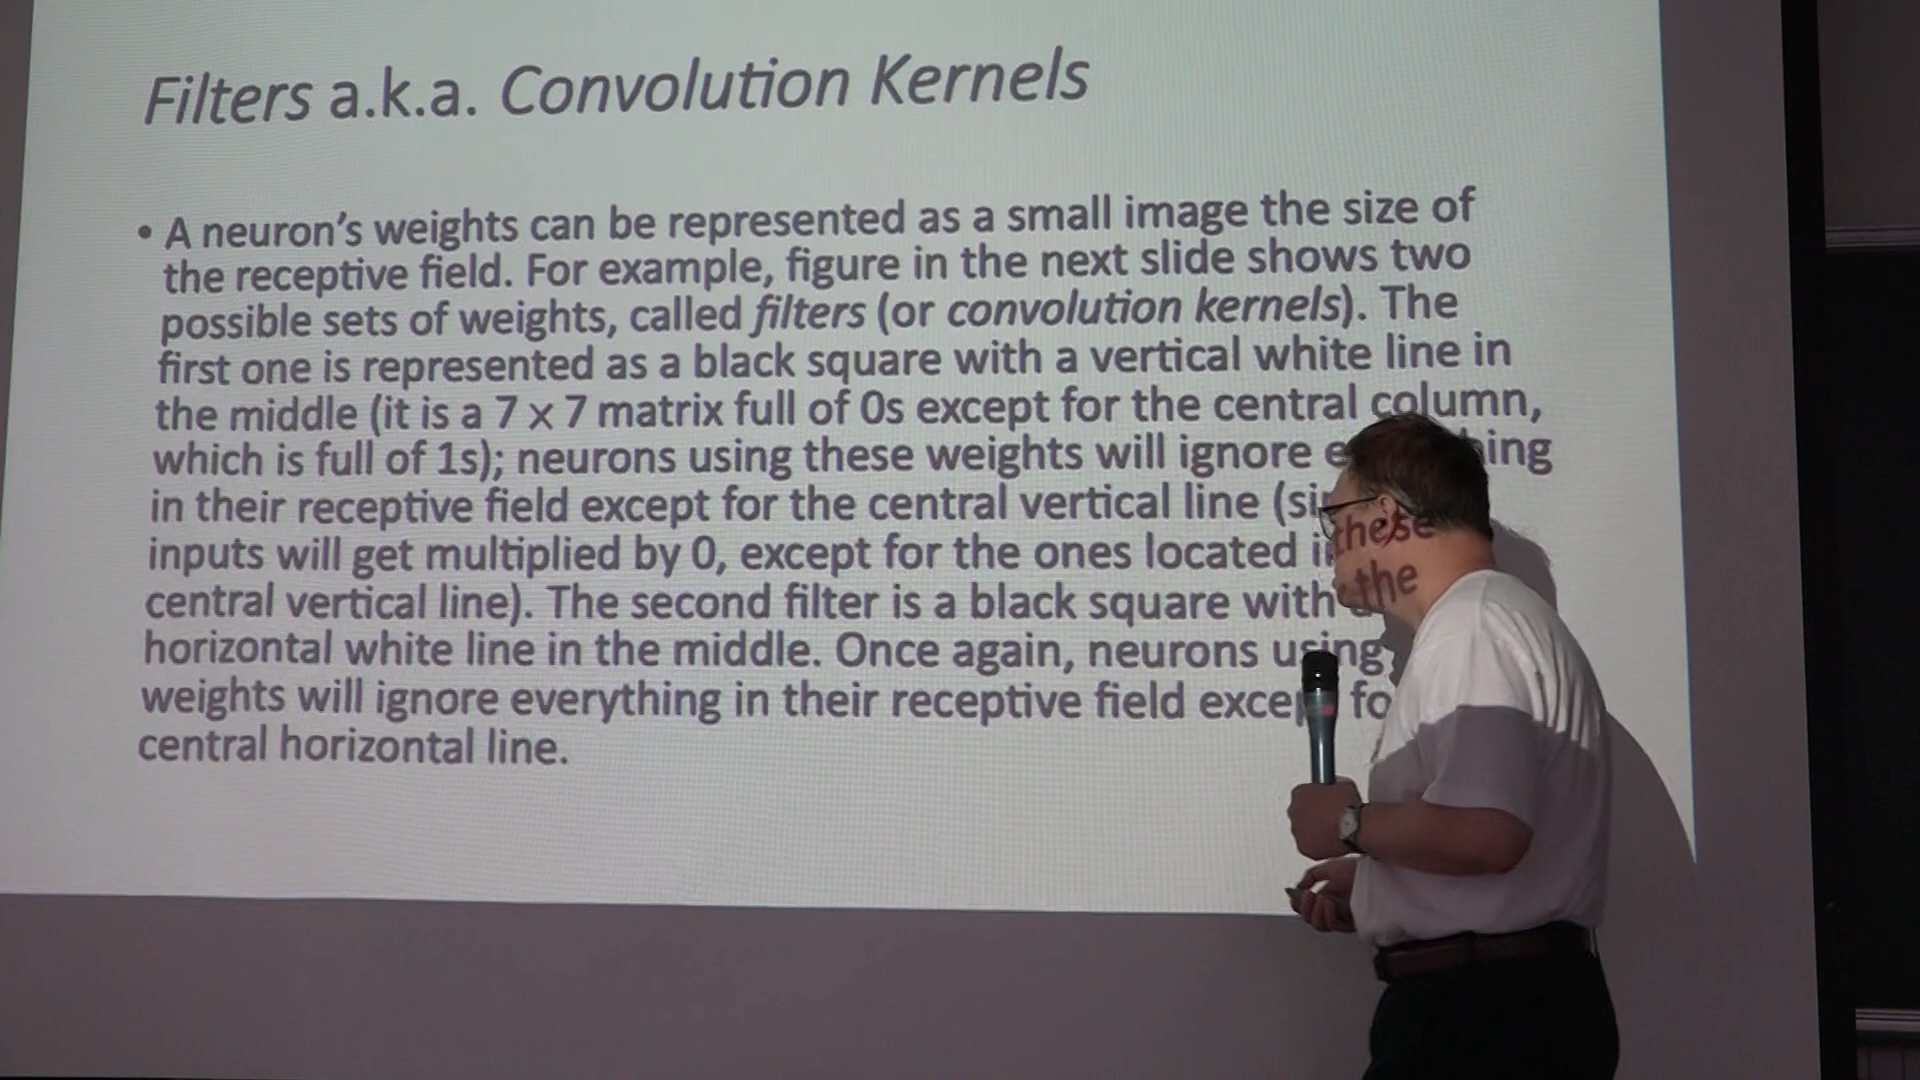 Filters a.k.a. Convolution Kernels
• A neuron's weights can be represented as a small image the size of
the receptive field. For example, figure in the next slide shows two
possible sets of weights, called filters (or convolution kernels). The
first one is represented as a black square with a vertical white line in
the middle (it is a 7 x 7 matrix full of 0s except for the central column,
which is full of 1s); neurons using these weights will ignore
in their receptive field except for the central vertical line
inputs will get multiplied by 0, except for the ones located the
central vertical line). The second filter is a black square with
horizontal white line in the middle. Once again, neurons using these
weights will ignore everything in their receptive field except the
central horizontal line.